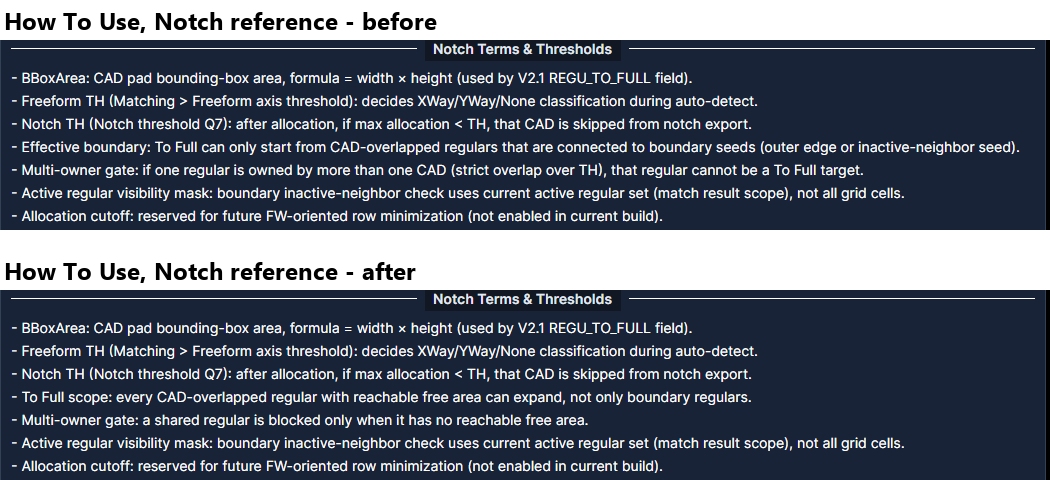 How To Use, Notch reference - before
Notch Terms & Thresholds
- BBoxArea: CAD pad bounding-box area, formula = width × height (used by V2.1 REGU_TO_FULL field).
- Freeform TH (Matching > Freeform axis threshold): decides XWay/YWay/None classification during auto-detect.
- Notch TH (Notch threshold Q7): after allocation, if max allocation < TH, that CAD is skipped from notch export.
- Effective boundary: To Full can only start from CAD-overlapped regulars that are connected to boundary seeds (outer edge or inactive-neighbor seed).
- Multi-owner gate: if one regular is owned by more than one CAD (strict overlap over TH), that regular cannot be a To Full target.
- Active regular visibility mask: boundary inactive-neighbor check uses current active regular set (match result scope), not all grid cells.
- Allocation cutoff: reserved for future FW-oriented row minimization (not enabled in current build).
How To Use, Notch reference - after
Notch Terms & Thresholds
- BBoxArea: CAD pad bounding-box area, formula = width × height (used by V2.1 REGU_TO_FULL field).
- Freeform TH (Matching > Freeform axis threshold): decides XWay/YWay/None classification during auto-detect.
- Notch TH (Notch threshold Q7): after allocation, if max allocation < TH, that CAD is skipped from notch export.
- To Full scope: every CAD-overlapped regular with reachable free area can expand, not only boundary regulars.
- Multi-owner gate: a shared regular is blocked only when it has no reachable free area.
- Active regular visibility mask: boundary inactive-neighbor check uses current active regular set (match result scope), not all grid cells.
- Allocation cutoff: reserved for future FW-oriented row minimization (not enabled in current build).